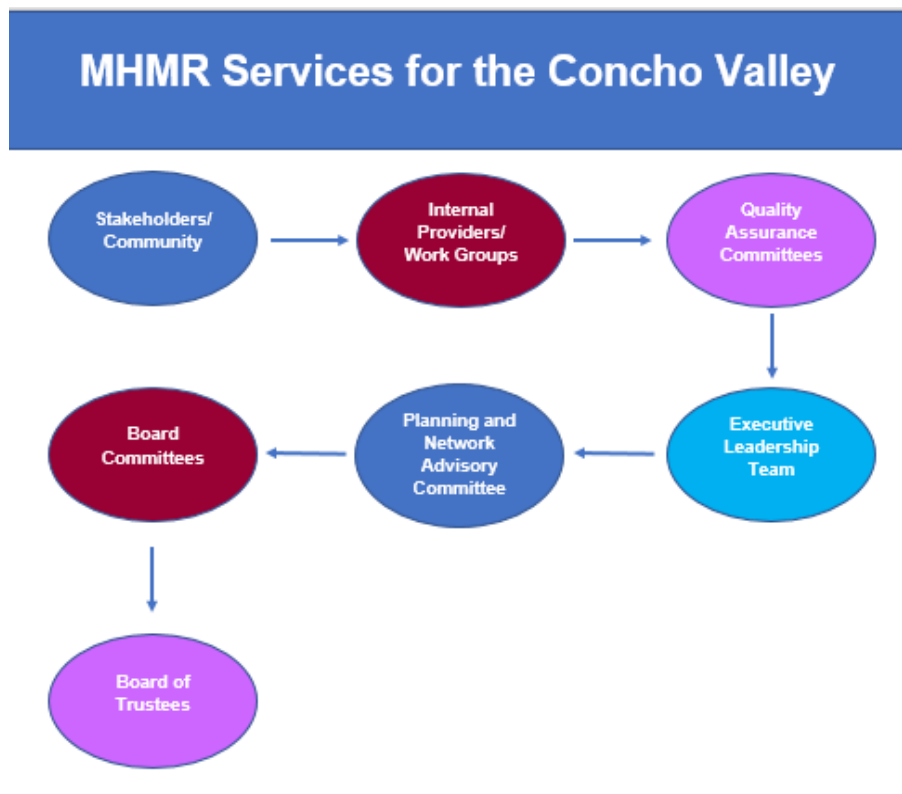 MHMR Services for the Concho Valley
Stakeholders/
Community
Internal
Providers/
Work Groups
Quality
Assurance
Committees
Executive
Leadership
Team
Planning and
Network
Advisory
Committee
Board
Committees
Board of
Trustees